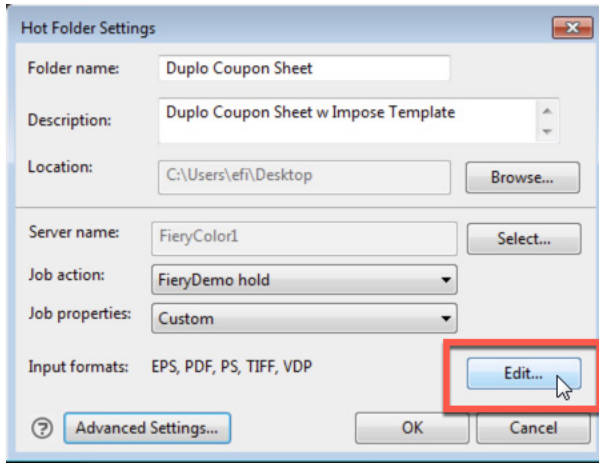 Hot Folder Settings
Folder name: Duplo Coupon Sheet
Description: Duplo Coupon Sheet w Impose Template
Location: C:\Users\efi\Desktop Browse...
Server name: FieryColor1 Select...
Job action: FieryDemo hold
Job properties: Custom
Input formats: EPS, PDF, PS, TIFF, VDP Edit...
? Advanced Settings... OK Cancel